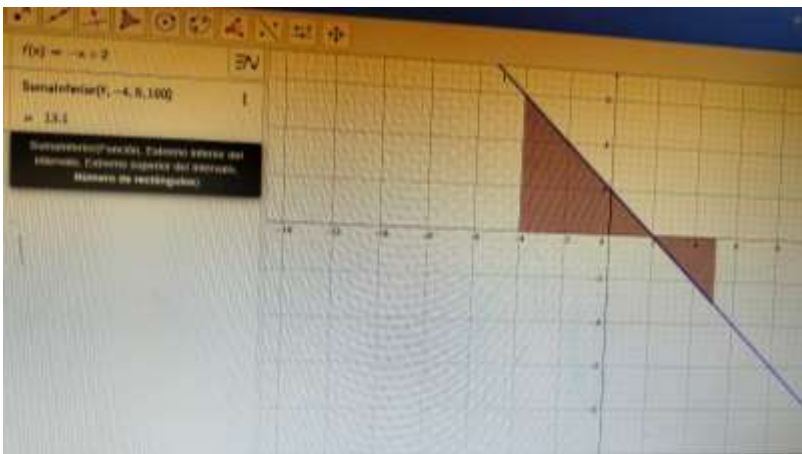 f(x) = -x + 2
SumaInferior(f, -4, 5, 100)
= 13.1
SumaInferior(Función, Extremo inferior del
intervalo, Extremo superior del intervalo,
Número de rectángulos)